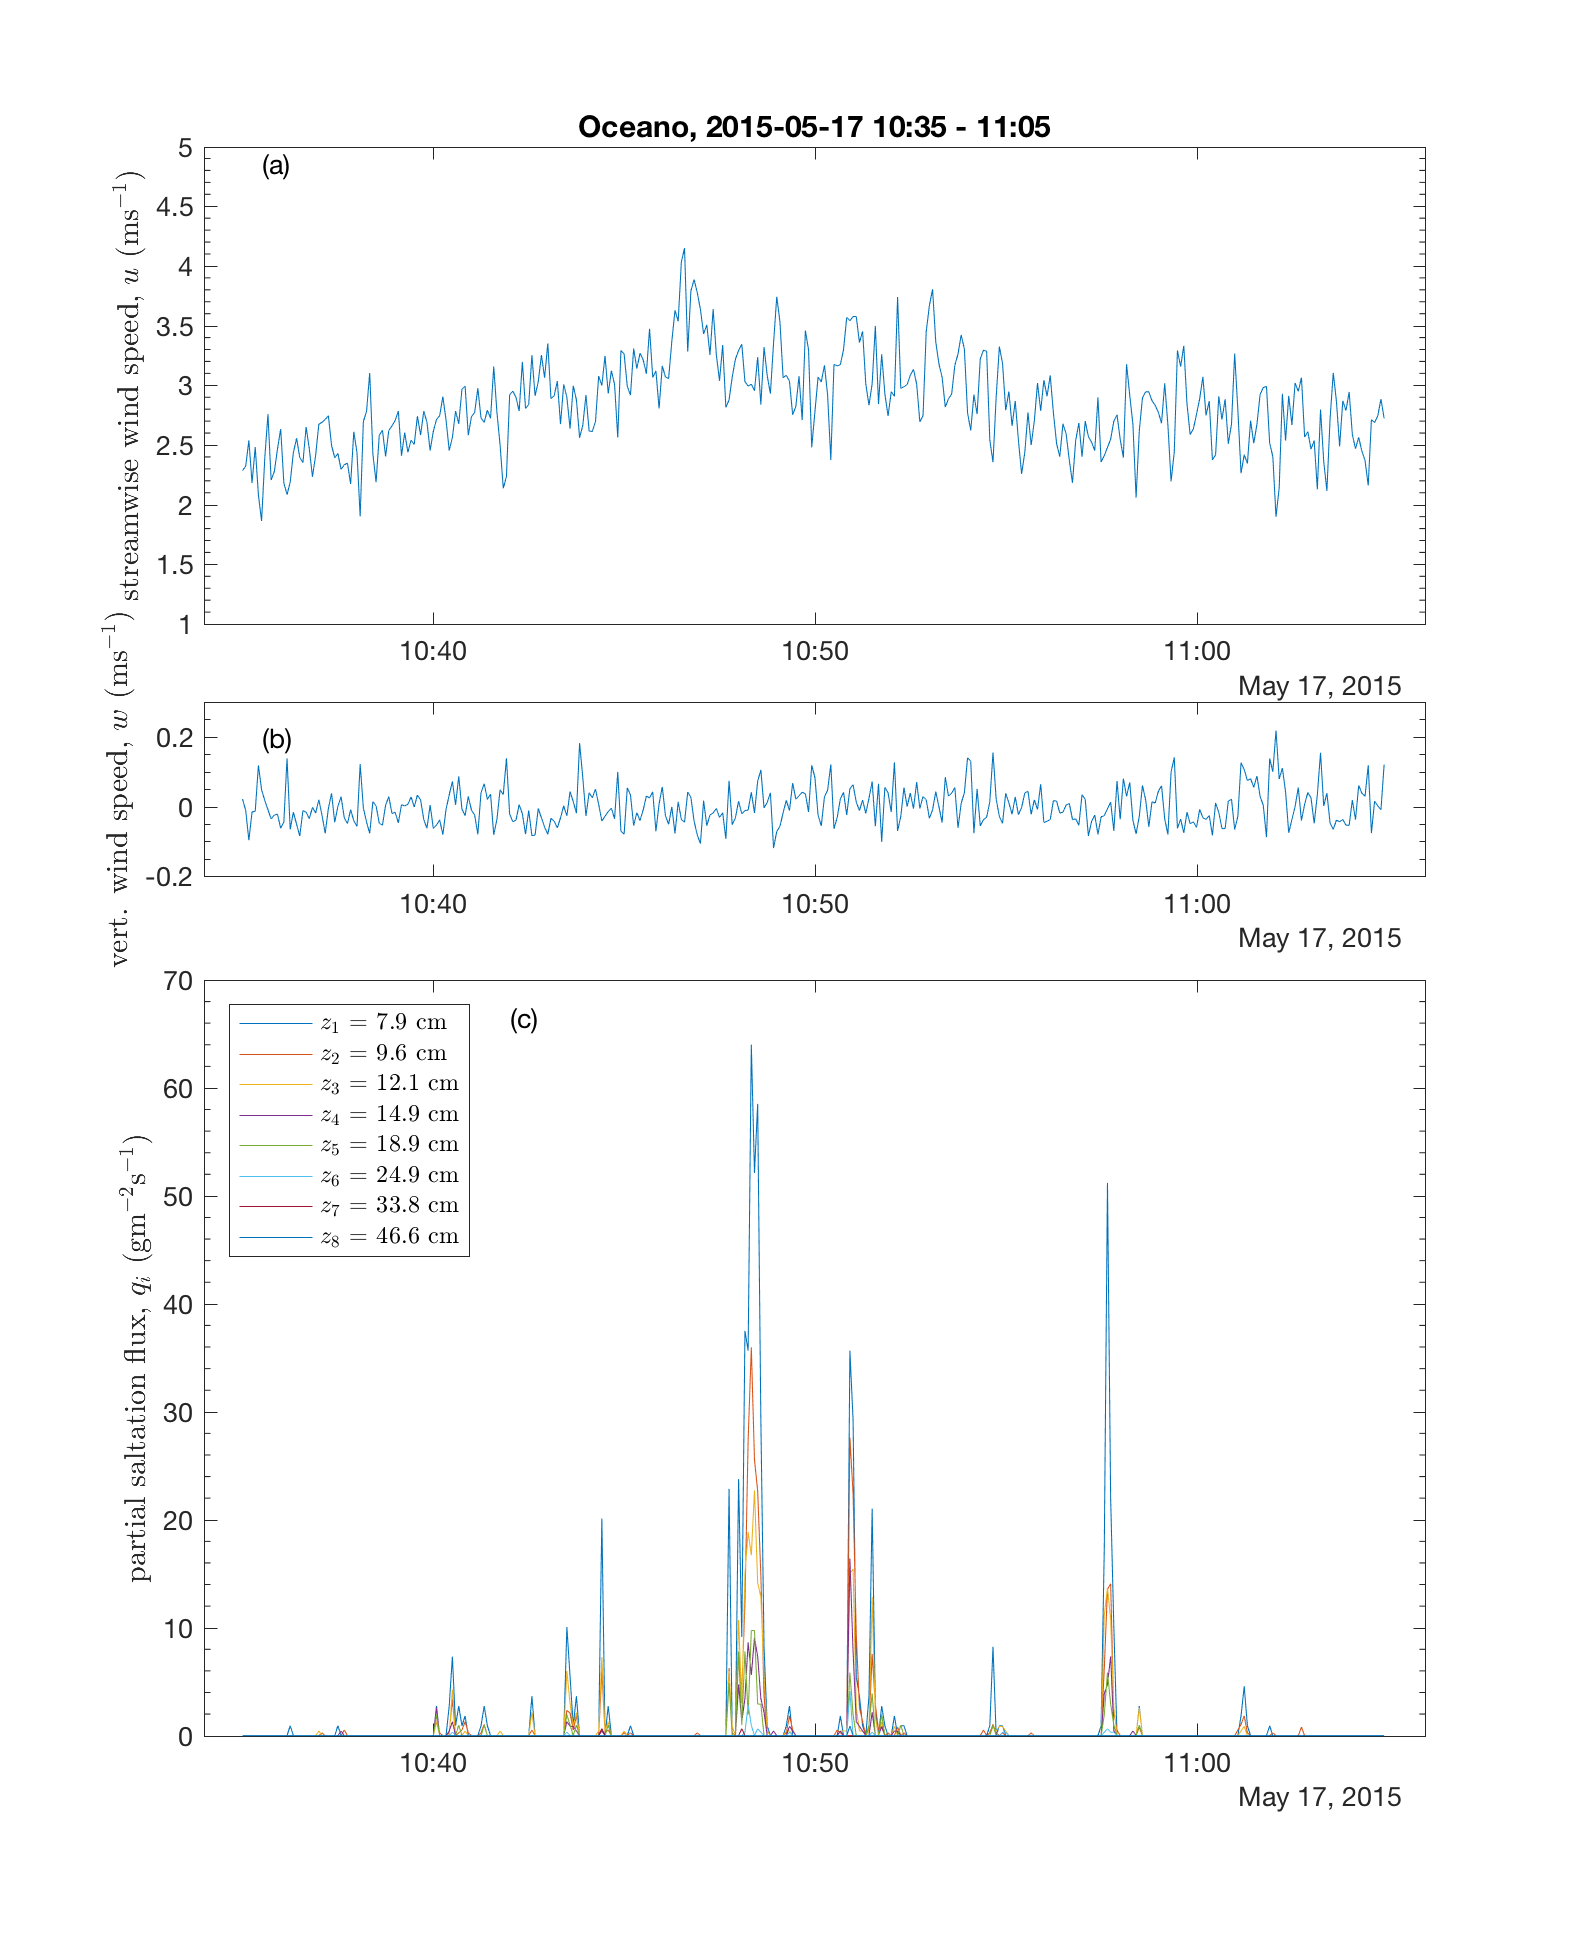 Oceano, 2015-05-17 10:35 - 11:05
(a)
streamwise wind speed, u (ms⁻¹)
5
4.5
4
3.5
3
2.5
2
1.5
1
10:40 10:50 11:00
May 17, 2015
(b)
vert. wind speed, w (ms⁻¹)
0.2
0
-0.2
10:40 10:50 11:00
May 17, 2015
(c)
partial saltation flux, qᵢ (gm⁻²s⁻¹)
70
60
50
40
30
20
10
0
z₁ = 7.9 cm
z₂ = 9.6 cm
z₃ = 12.1 cm
z₄ = 14.9 cm
z₅ = 18.9 cm
z₆ = 24.9 cm
z₇ = 33.8 cm
z₈ = 46.6 cm
10:40 10:50 11:00
May 17, 2015